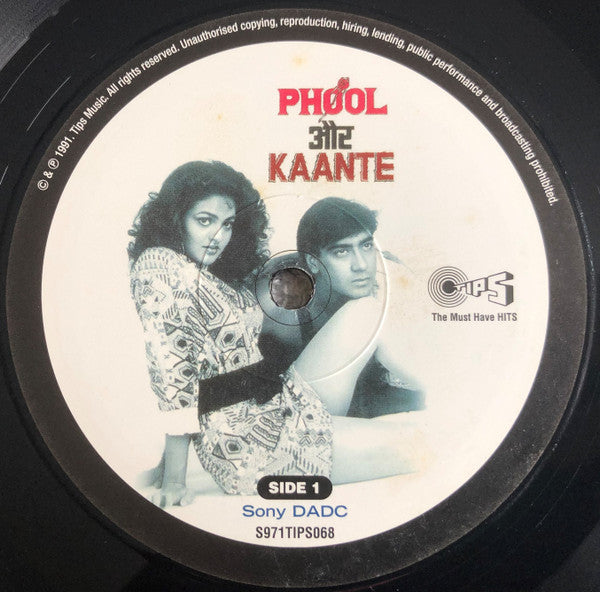 © & ℗ 1991. Tips Music. All rights reserved. Unauthorised copying, reproduction, hiring, lending, public performance and broadcasting prohibited.
PHOOL
और
KAANTE
TIPS
The Must Have HITS
SIDE 1
Sony DADC
S971TIPS068